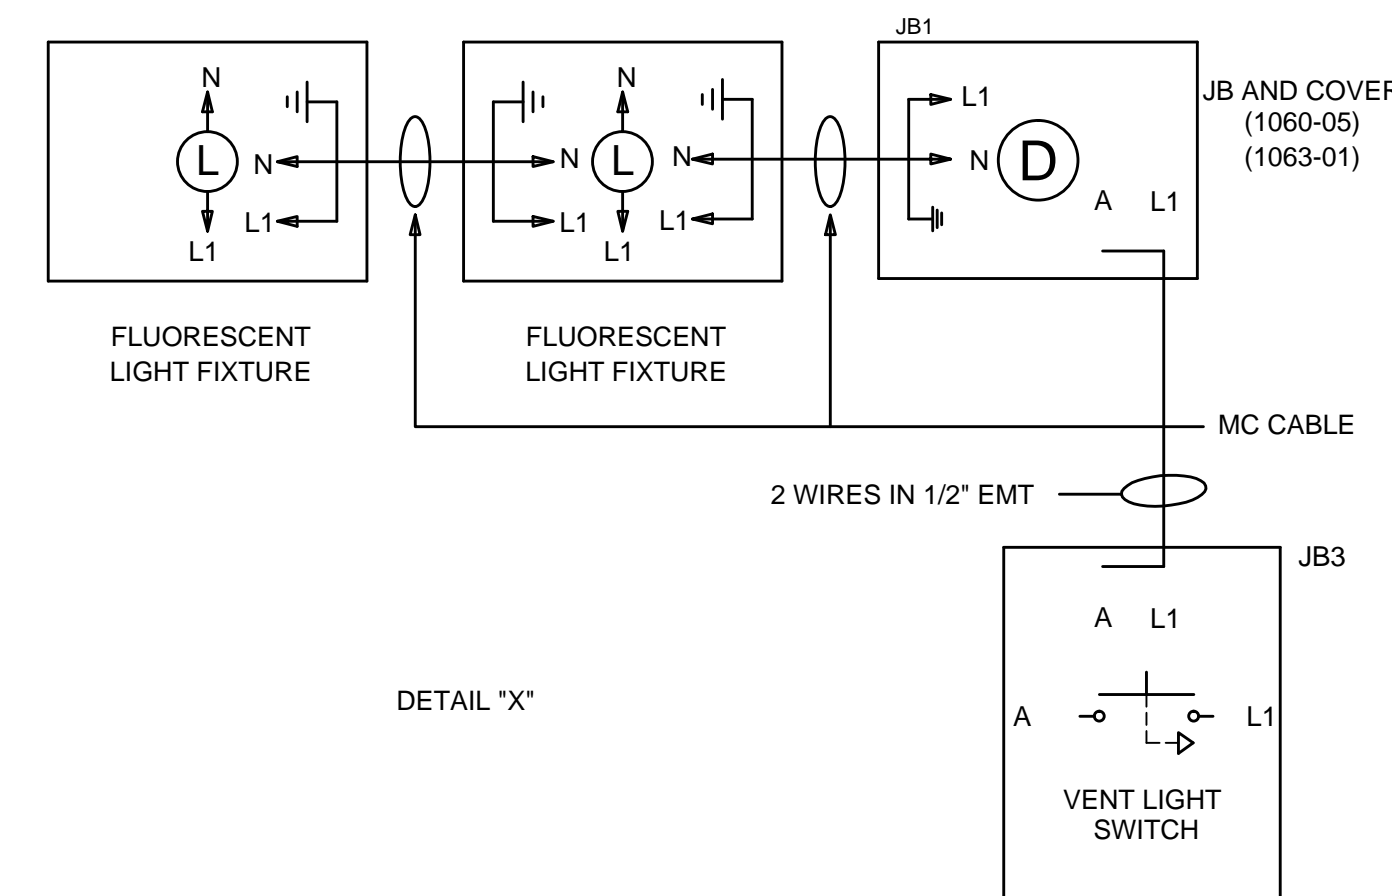 JB1
JB AND COVER
(1060-05)
(1063-01)
N
L
N
L1
L1
N
L1
N
L
N
L1
L1
L1
N
D
A L1
FLUORESCENT
LIGHT FIXTURE
FLUORESCENT
LIGHT FIXTURE
MC CABLE
2 WIRES IN 1/2" EMT
JB3
A L1
A L1
VENT LIGHT
SWITCH
DETAIL "X"